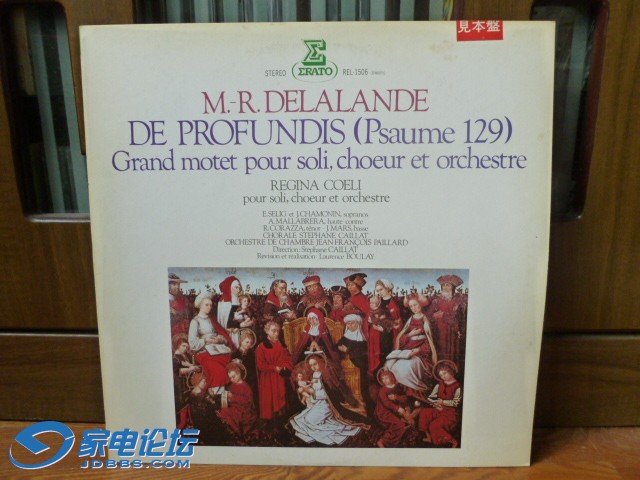 見本盤
ERATO
STEREO REL-1506
M.-R. DELALANDE
DE PROFUNDIS (Psaume 129)
Grand motet pour soli, choeur et orchestre
REGINA COELI
pour soli, choeur et orchestre
E. SELIG et J. CHAMONIN, sopranos
A. MALLABRERA, haute-contre
R. CORAZZA, ténor - J. MARS, basse
CHORALE STEPHANE CAILLAT
ORCHESTRE DE CHAMBRE JEAN-FRANÇOIS PAILLARD
Direction: Stéphane CAILLAT
Revision et realisation: Laurence BOULAY
家电论坛
JDBBS.COM